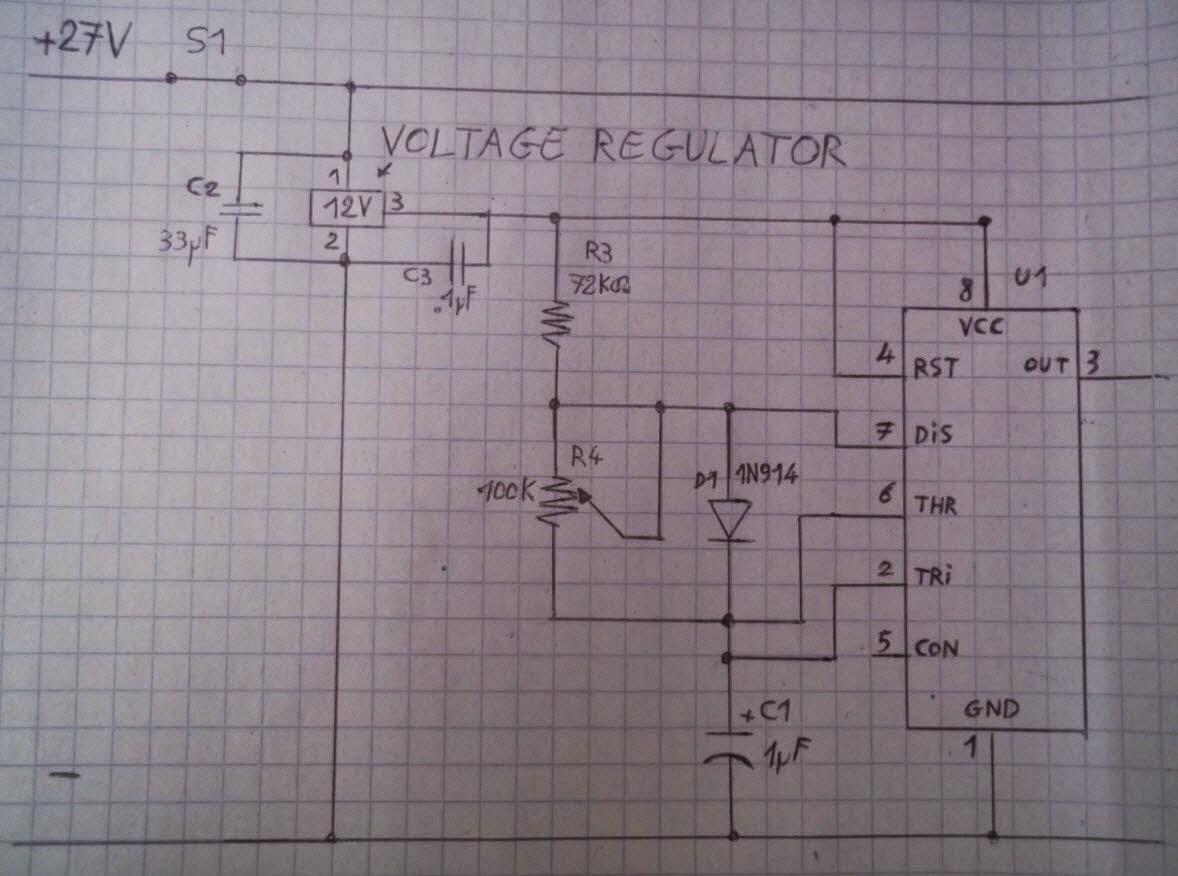 +27V S1
VOLTAGE REGULATOR
C2
33µF
1
12V
3
2
C3
.1µF
R3
72KΩ
U1
8
VCC
4 RST
OUT 3
7 DiS
R4
100K
D1 1N914
6 THR
2 TRi
5 CON
+C1
1µF
GND
1
-